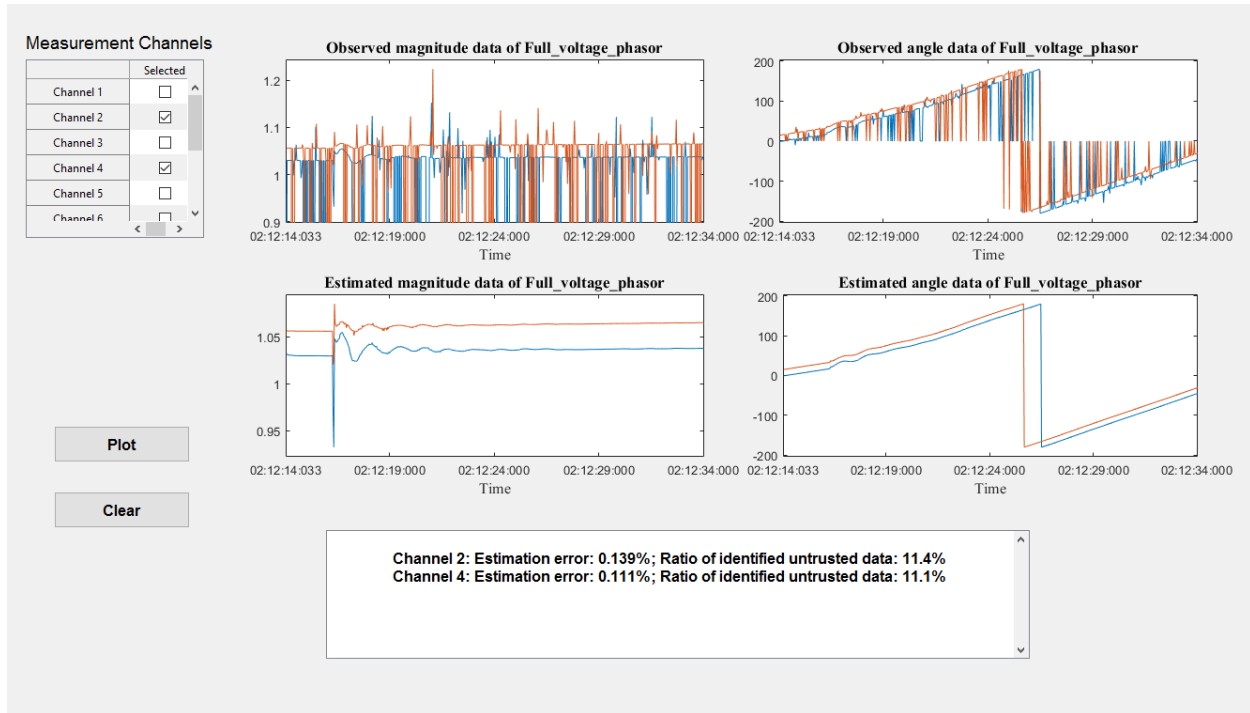 Measurement Channels
Selected
Channel 1
Channel 2
Channel 3
Channel 4
Channel 5
Channel 6
Plot
Clear
Observed magnitude data of Full_voltage_phasor
1.2
1.1
1
0.9
02:12:14:033 02:12:19:000 02:12:24:000 02:12:29:000 02:12:34:000
Time
Observed angle data of Full_voltage_phasor
200
100
0
-100
-200
02:12:14:033 02:12:19:000 02:12:24:000 02:12:29:000 02:12:34:000
Time
Estimated magnitude data of Full_voltage_phasor
1.05
1
0.95
02:12:14:033 02:12:19:000 02:12:24:000 02:12:29:000 02:12:34:000
Time
Estimated angle data of Full_voltage_phasor
200
100
0
-100
-200
02:12:14:033 02:12:19:000 02:12:24:000 02:12:29:000 02:12:34:000
Time
Channel 2: Estimation error: 0.139%; Ratio of identified untrusted data: 11.4%
Channel 4: Estimation error: 0.111%; Ratio of identified untrusted data: 11.1%